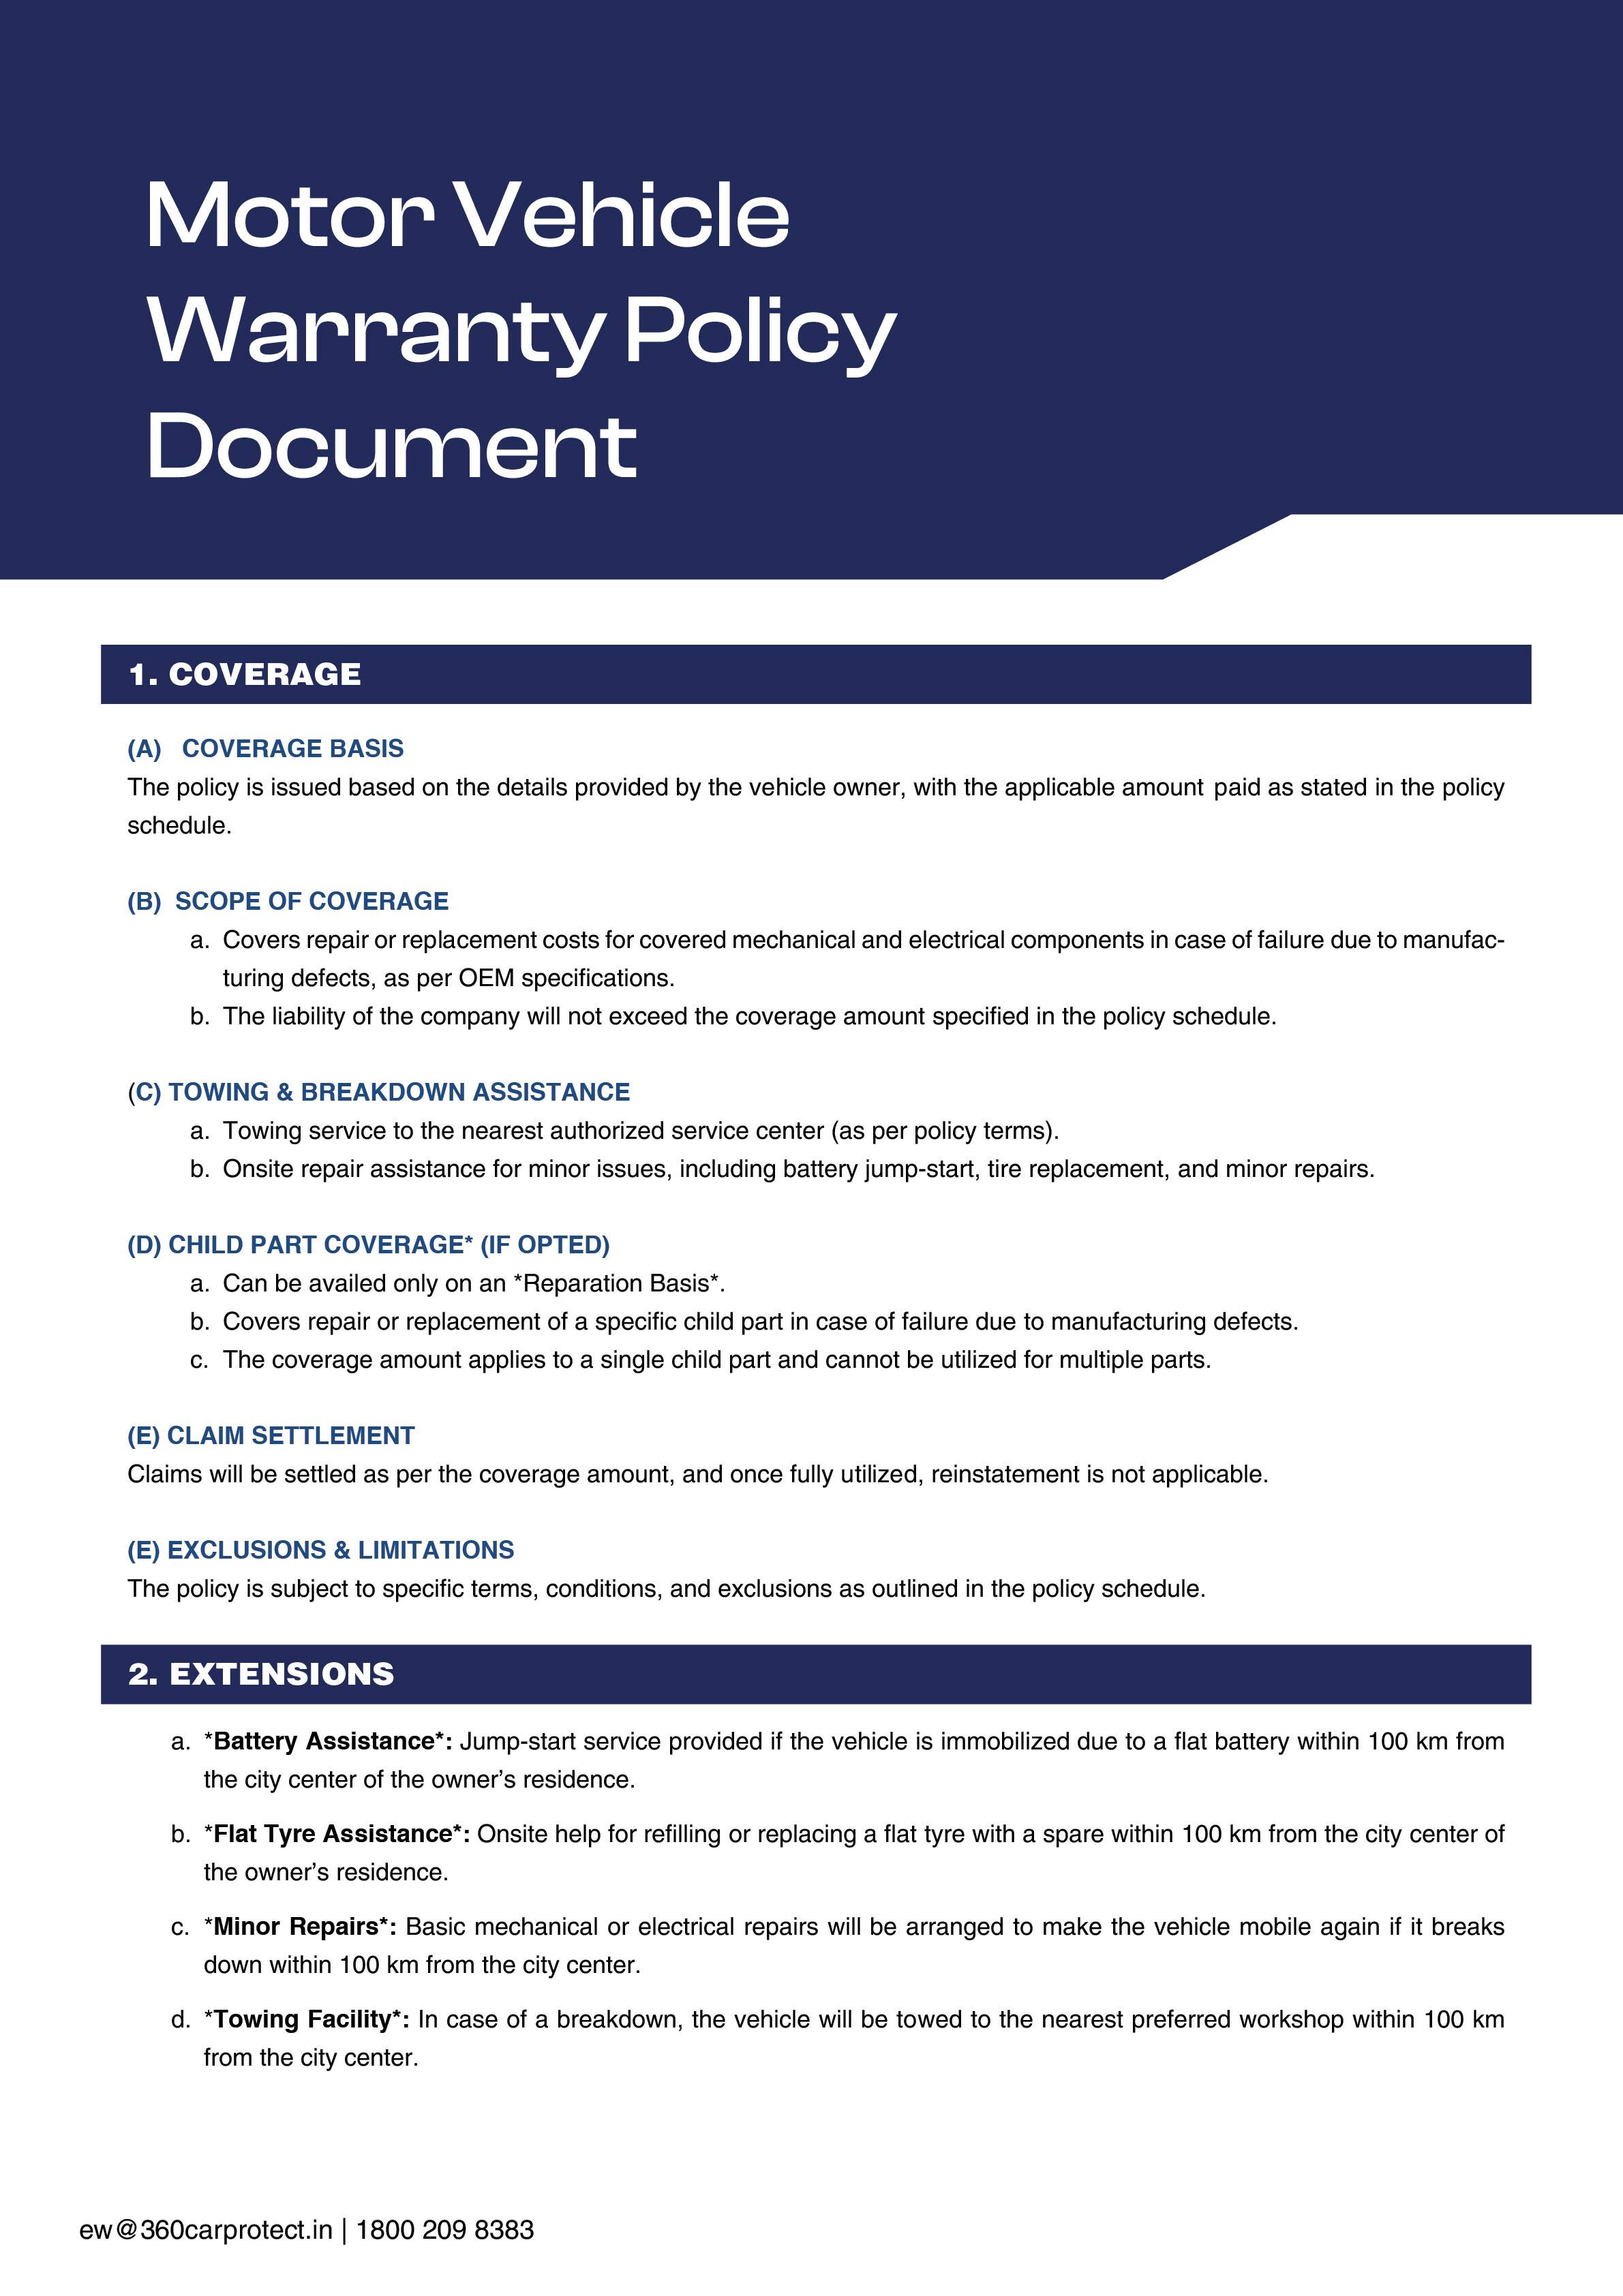 Motor Vehicle
Warranty Policy
Document
1. COVERAGE
(A) COVERAGE BASIS
The policy is issued based on the details provided by the vehicle owner, with the applicable amount paid as stated in the policy
schedule.
(B) SCOPE OF COVERAGE
a. Covers repair or replacement costs for covered mechanical and electrical components in case of failure due to manufac-
turing defects, as per OEM specifications.
b. The liability of the company will not exceed the coverage amount specified in the policy schedule.
(C) TOWING & BREAKDOWN ASSISTANCE
a. Towing service to the nearest authorized service center (as per policy terms).
b. Onsite repair assistance for minor issues, including battery jump-start, tire replacement, and minor repairs.
(D) CHILD PART COVERAGE* (IF OPTED)
a. Can be availed only on an *Reparation Basis*.
b. Covers repair or replacement of a specific child part in case of failure due to manufacturing defects.
c. The coverage amount applies to a single child part and cannot be utilized for multiple parts.
(E) CLAIM SETTLEMENT
Claims will be settled as per the coverage amount, and once fully utilized, reinstatement is not applicable.
(E) EXCLUSIONS & LIMITATIONS
The policy is subject to specific terms, conditions, and exclusions as outlined in the policy schedule.
2. EXTENSIONS
a. *Battery Assistance*: Jump-start service provided if the vehicle is immobilized due to a flat battery within 100 km from
the city center of the owner’s residence.
b. *Flat Tyre Assistance*: Onsite help for refilling or replacing a flat tyre with a spare within 100 km from the city center of
the owner’s residence.
c. *Minor Repairs*: Basic mechanical or electrical repairs will be arranged to make the vehicle mobile again if it breaks
down within 100 km from the city center.
d. *Towing Facility*: In case of a breakdown, the vehicle will be towed to the nearest preferred workshop within 100 km
from the city center.
ew@360carprotect.in | 1800 209 8383